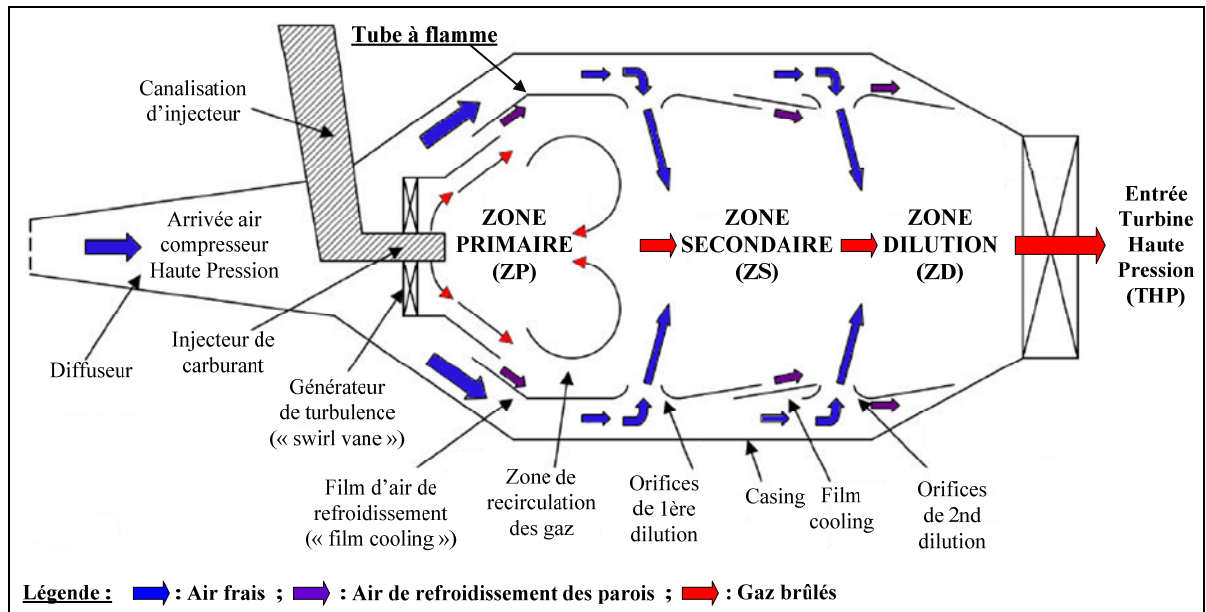 Tube à flamme
Canalisation
d'injecteur
Arrivée air
compresseur
Haute Pression
ZONE
PRIMAIRE
(ZP)
ZONE
SECONDAIRE
(ZS)
ZONE
DILUTION
(ZD)
Entrée
Turbine
Haute
Pression
(THP)
Diffuseur
Injecteur de
carburant
Générateur
de turbulence
(« swirl vane »)
Film d'air de
refroidissement
(« film cooling »)
Zone de
recirculation
des gaz
Orifices
de 1ère
dilution
Casing
Film
cooling
Orifices
de 2nd
dilution
Légende : : Air frais ; : Air de refroidissement des parois ; : Gaz brûlés